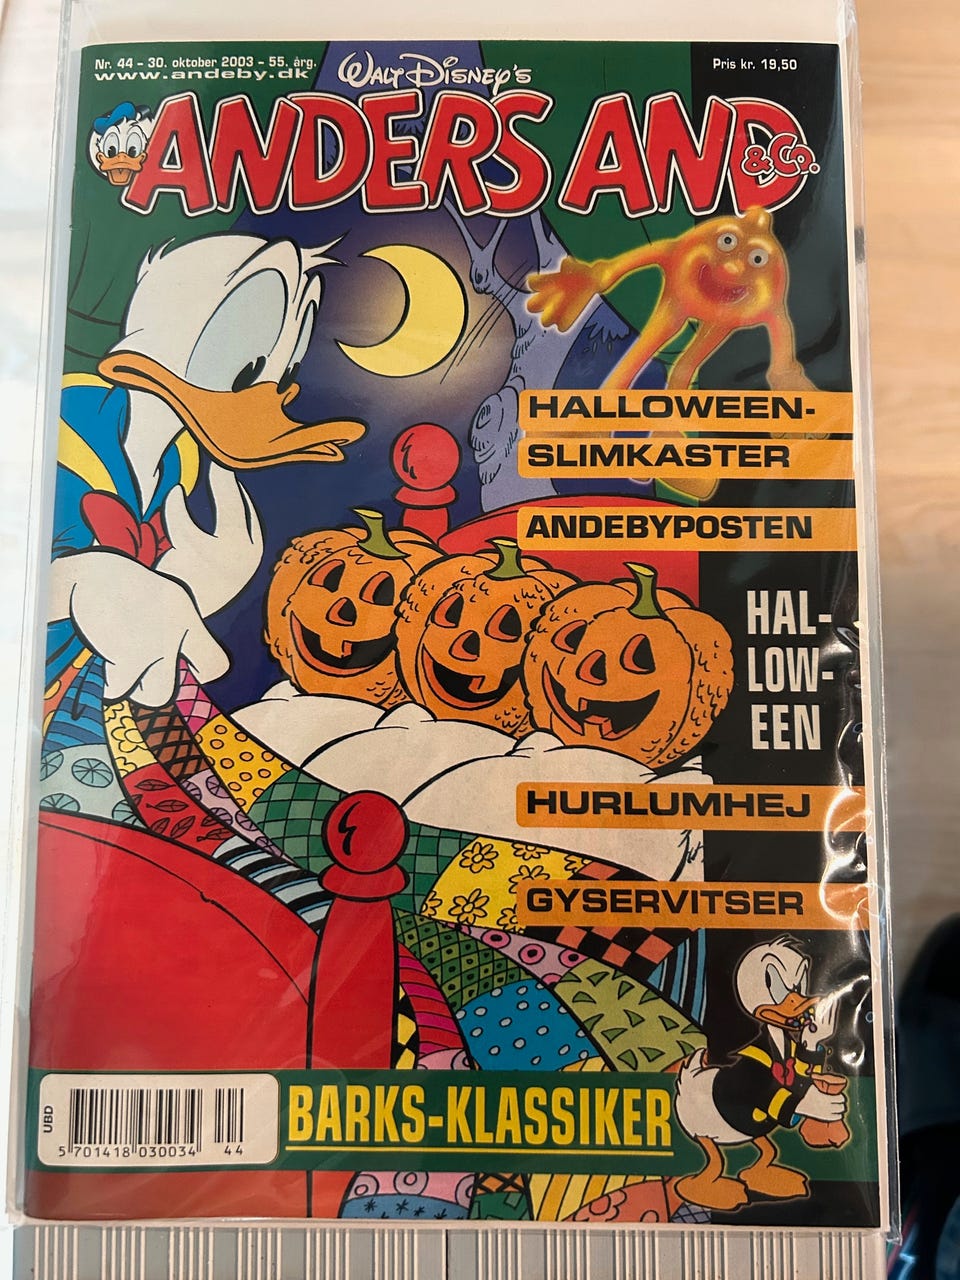 Nr. 44 - 30. oktober 2003 - 55. årg.
www.andeby.dk
Pris kr. 19,50
WALT DISNEY'S
ANDERS AND
& Co.
HALLOWEEN-
SLIMKASTER
ANDEBYPOSTEN
HAL-
LOW-
EEN
HURLUMHEJ
GYSERVITSER
BARKS-KLASSIKER
UBD
5 701418 030034 44